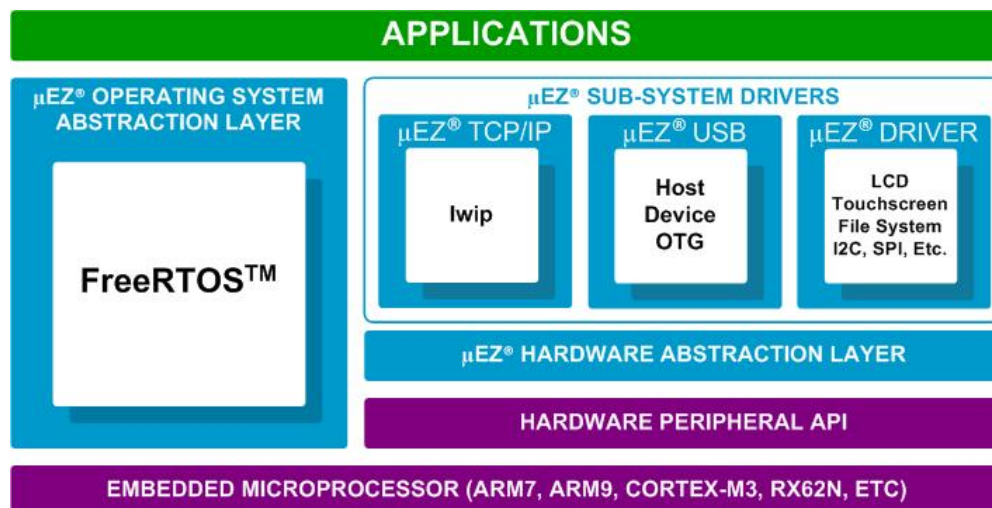 APPLICATIONS
µEZ® OPERATING SYSTEM
ABSTRACTION LAYER
FreeRTOS™
µEZ® SUB-SYSTEM DRIVERS
µEZ® TCP/IP
lwip
µEZ® USB
Host
Device
OTG
µEZ® DRIVER
LCD
Touchscreen
File System
I2C, SPI, Etc.
µEZ® HARDWARE ABSTRACTION LAYER
HARDWARE PERIPHERAL API
EMBEDDED MICROPROCESSOR (ARM7, ARM9, CORTEX-M3, RX62N, ETC)